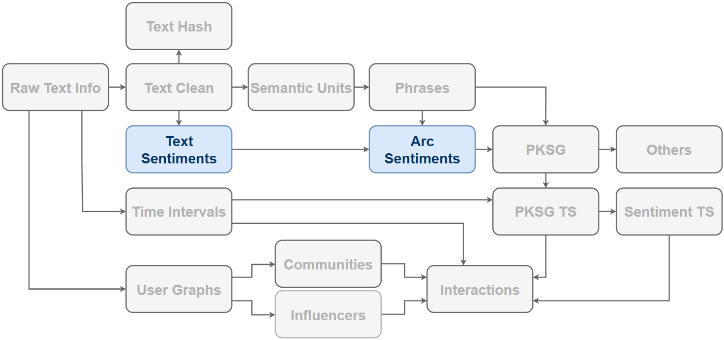 Text Hash
Raw Text Info
Text Clean
Semantic Units
Phrases
Text
Sentiments
Arc
Sentiments
PKSG
Others
Time Intervals
PKSG TS
Sentiment TS
Communities
User Graphs
Interactions
Influencers